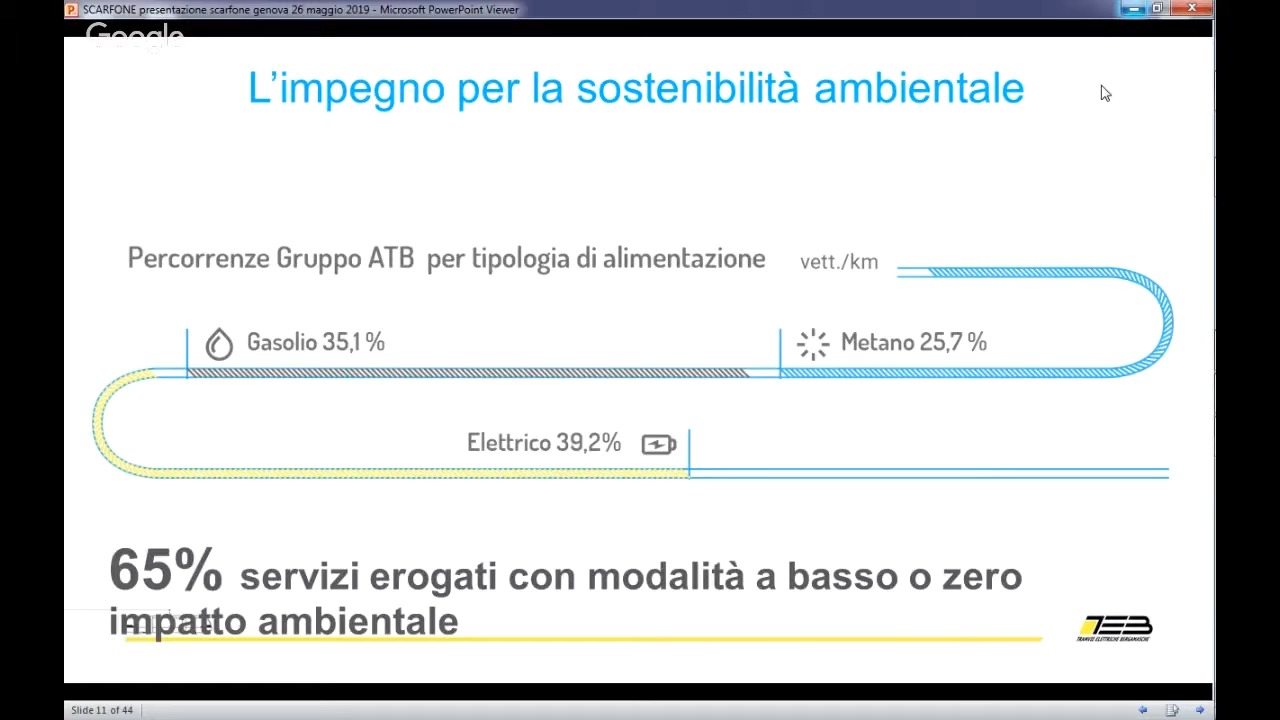 SCARFONE presentazione scarfone genova 26 maggio 2019 - Microsoft PowerPoint Viewer
Google
L’impegno per la sostenibilità ambientale
Percorrenze Gruppo ATB per tipologia di alimentazione vett./km
Gasolio 35,1 % Metano 25,7 %
Elettrico 39,2%
65% servizi erogati con modalità a basso o zero
impatto ambientale
TEB
TRAMVIE ELETTRICHE BERGAMASCHE
Slide 11 of 44